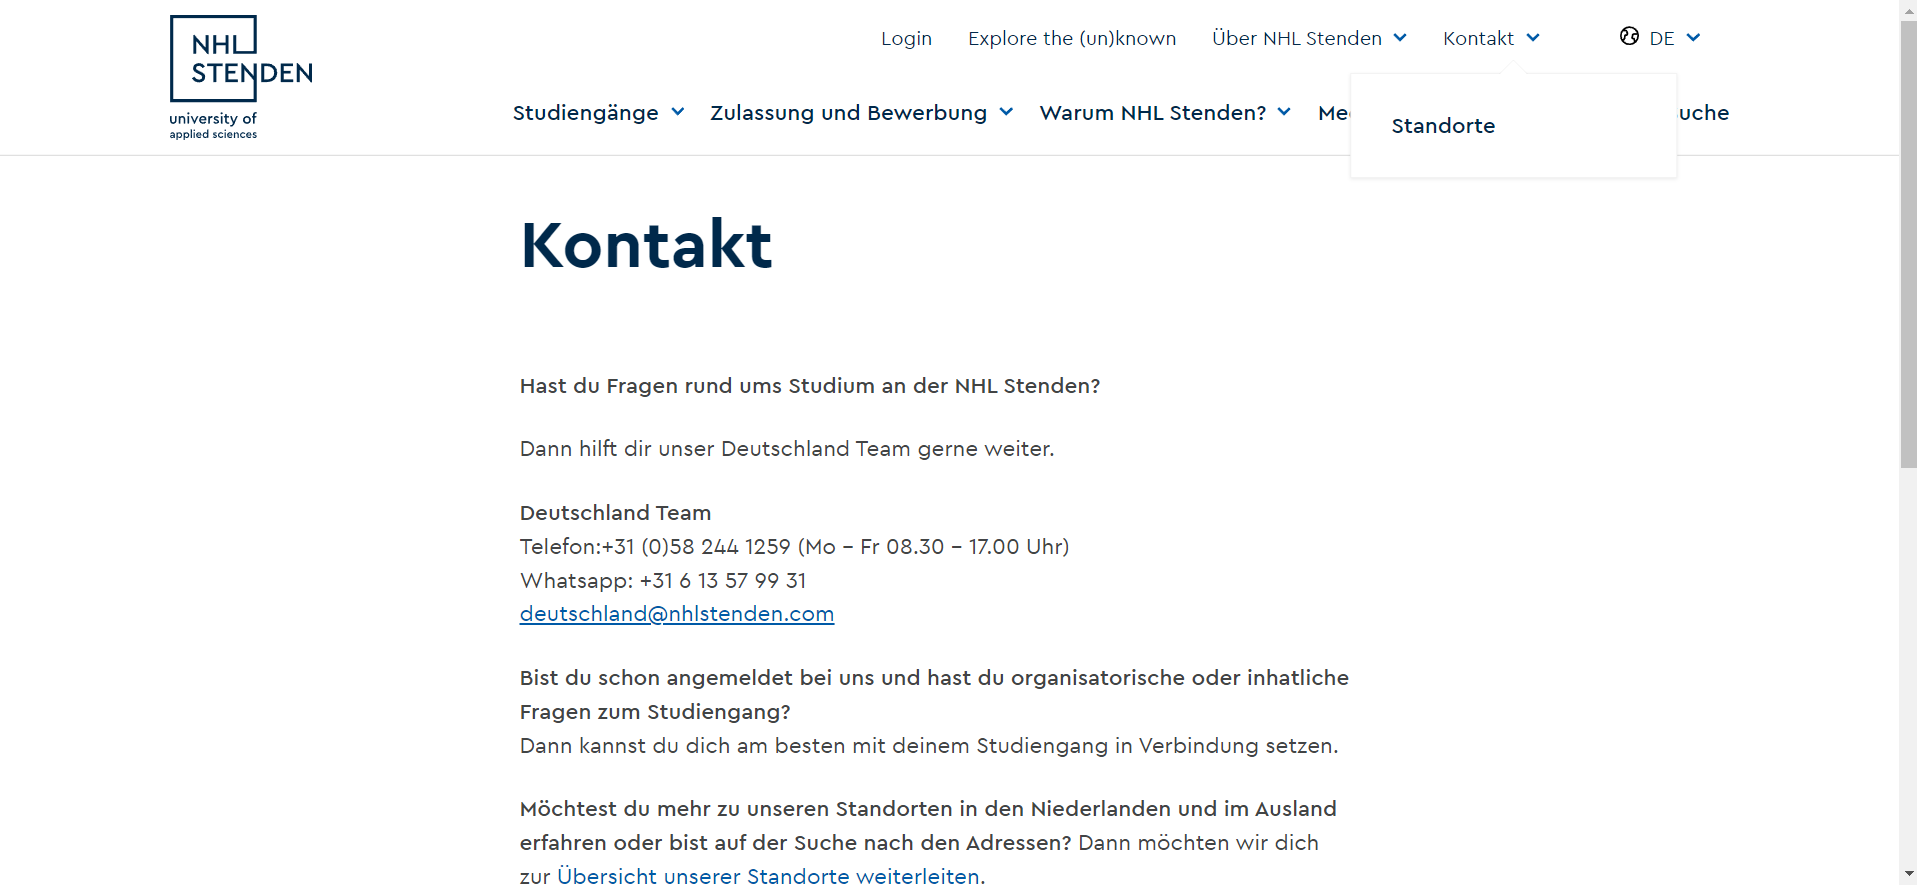 NHL
STENDEN
university of
applied sciences
Login Explore the (un)known Über NHL Stenden Kontakt DE
Studiengänge Zulassung und Bewerbung Warum NHL Stenden?
Standorte
Kontakt
Hast du Fragen rund ums Studium an der NHL Stenden?
Dann hilft dir unser Deutschland Team gerne weiter.
Deutschland Team
Telefon:+31 (0)58 244 1259 (Mo – Fr 08.30 – 17.00 Uhr)
Whatsapp: +31 6 13 57 99 31
deutschland@nhlstenden.com
Bist du schon angemeldet bei uns und hast du organisatorische oder inhatliche
Fragen zum Studiengang?
Dann kannst du dich am besten mit deinem Studiengang in Verbindung setzen.
Möchtest du mehr zu unseren Standorten in den Niederlanden und im Ausland
erfahren oder bist auf der Suche nach den Adressen? Dann möchten wir dich
zur Übersicht unserer Standorte weiterleiten.